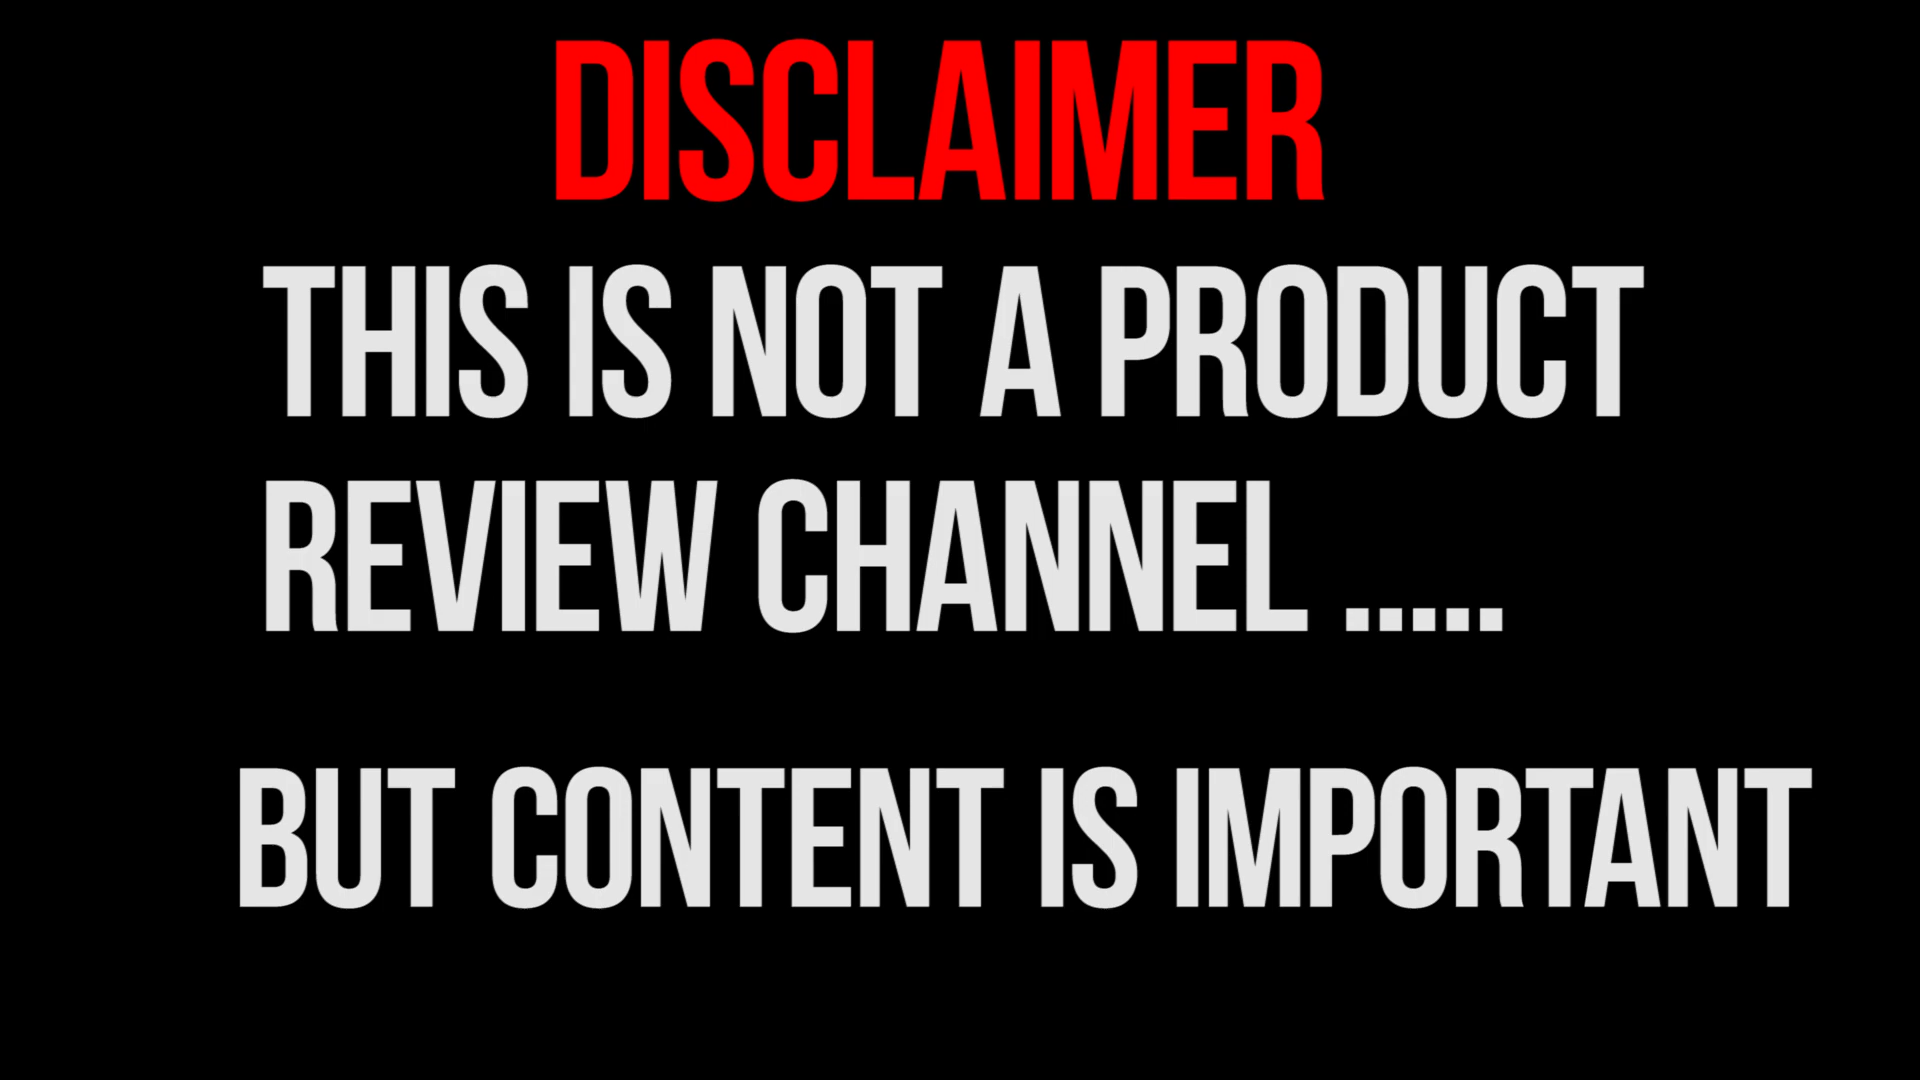 DISCLAIMER
THIS IS NOT A PRODUCT
REVIEW CHANNEL .....
BUT CONTENT IS IMPORTANT